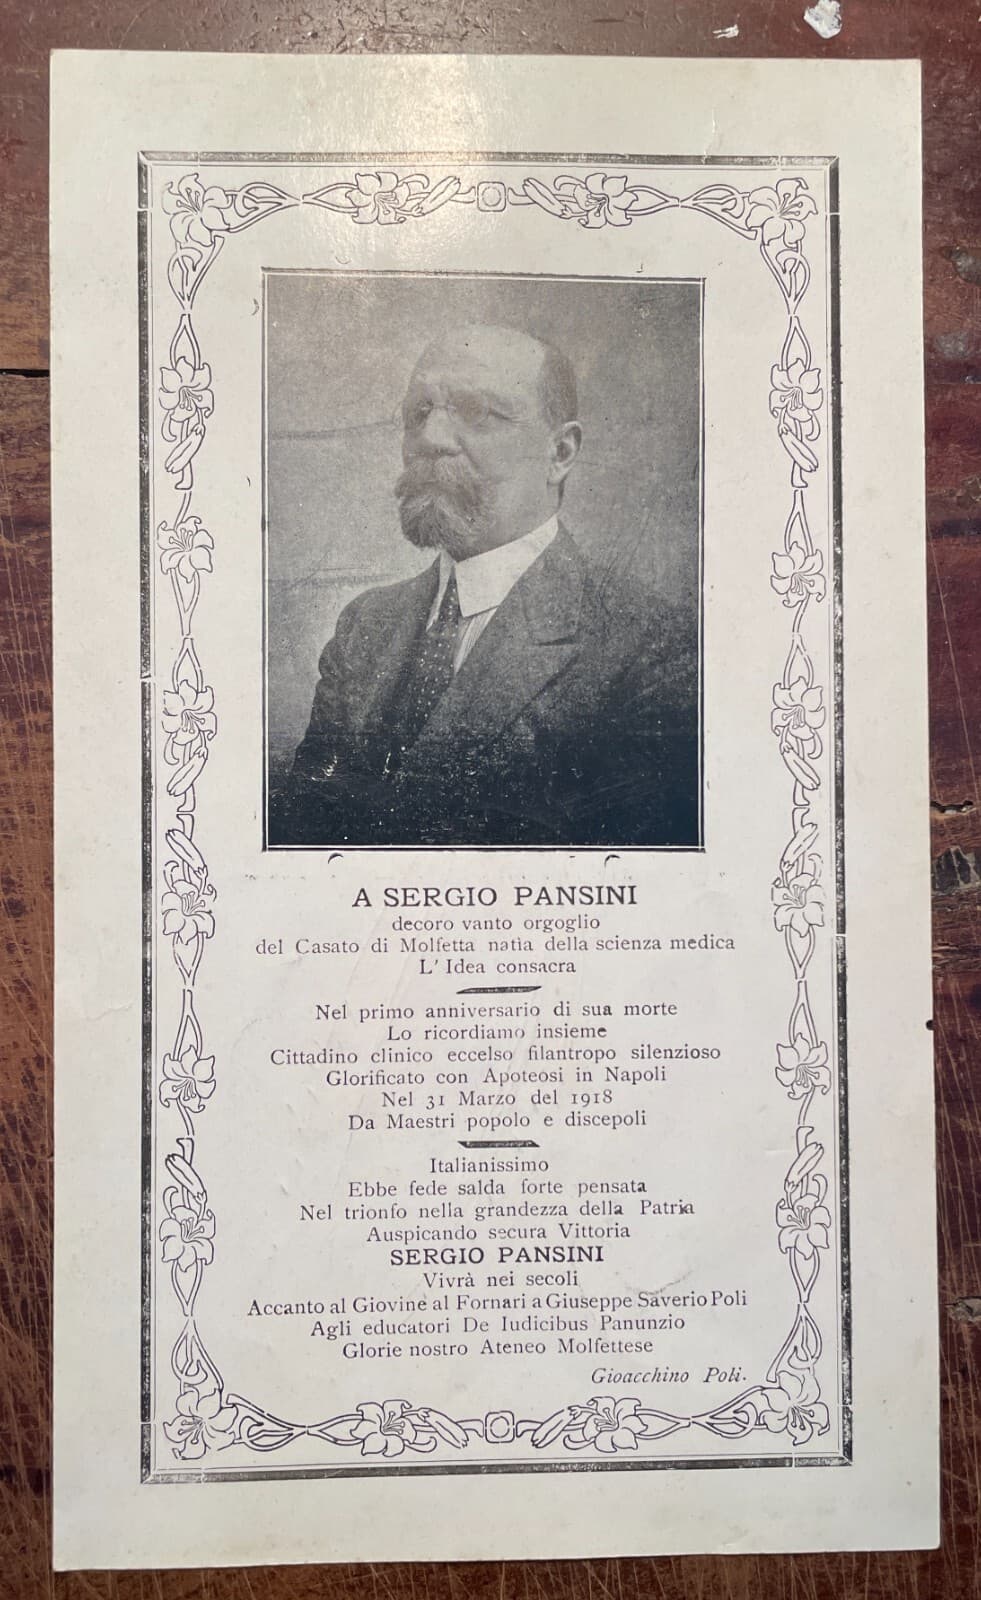 A SERGIO PANSINI
decoro vanto orgoglio
del Casato di Molfetta natìa della scienza medica
L' Idea consacra
Nel primo anniversario di sua morte
Lo ricordiamo insieme
Cittadino clinico eccelso filantropo silenzioso
Glorificato con Apoteosi in Napoli
Nel 31 Marzo del 1918
Da Maestri popolo e discepoli
Italianissimo
Ebbe fede salda forte pensata
Nel trionfo nella grandezza della Patria
Auspicando secura Vittoria
SERGIO PANSINI
Vivrà nei secoli
Accanto al Giovine al Fornari a Giuseppe Saverio Poli
Agli educatori De Iudicibus Panunzio
Glorie nostro Ateneo Molfettese
Gioacchino Poli.